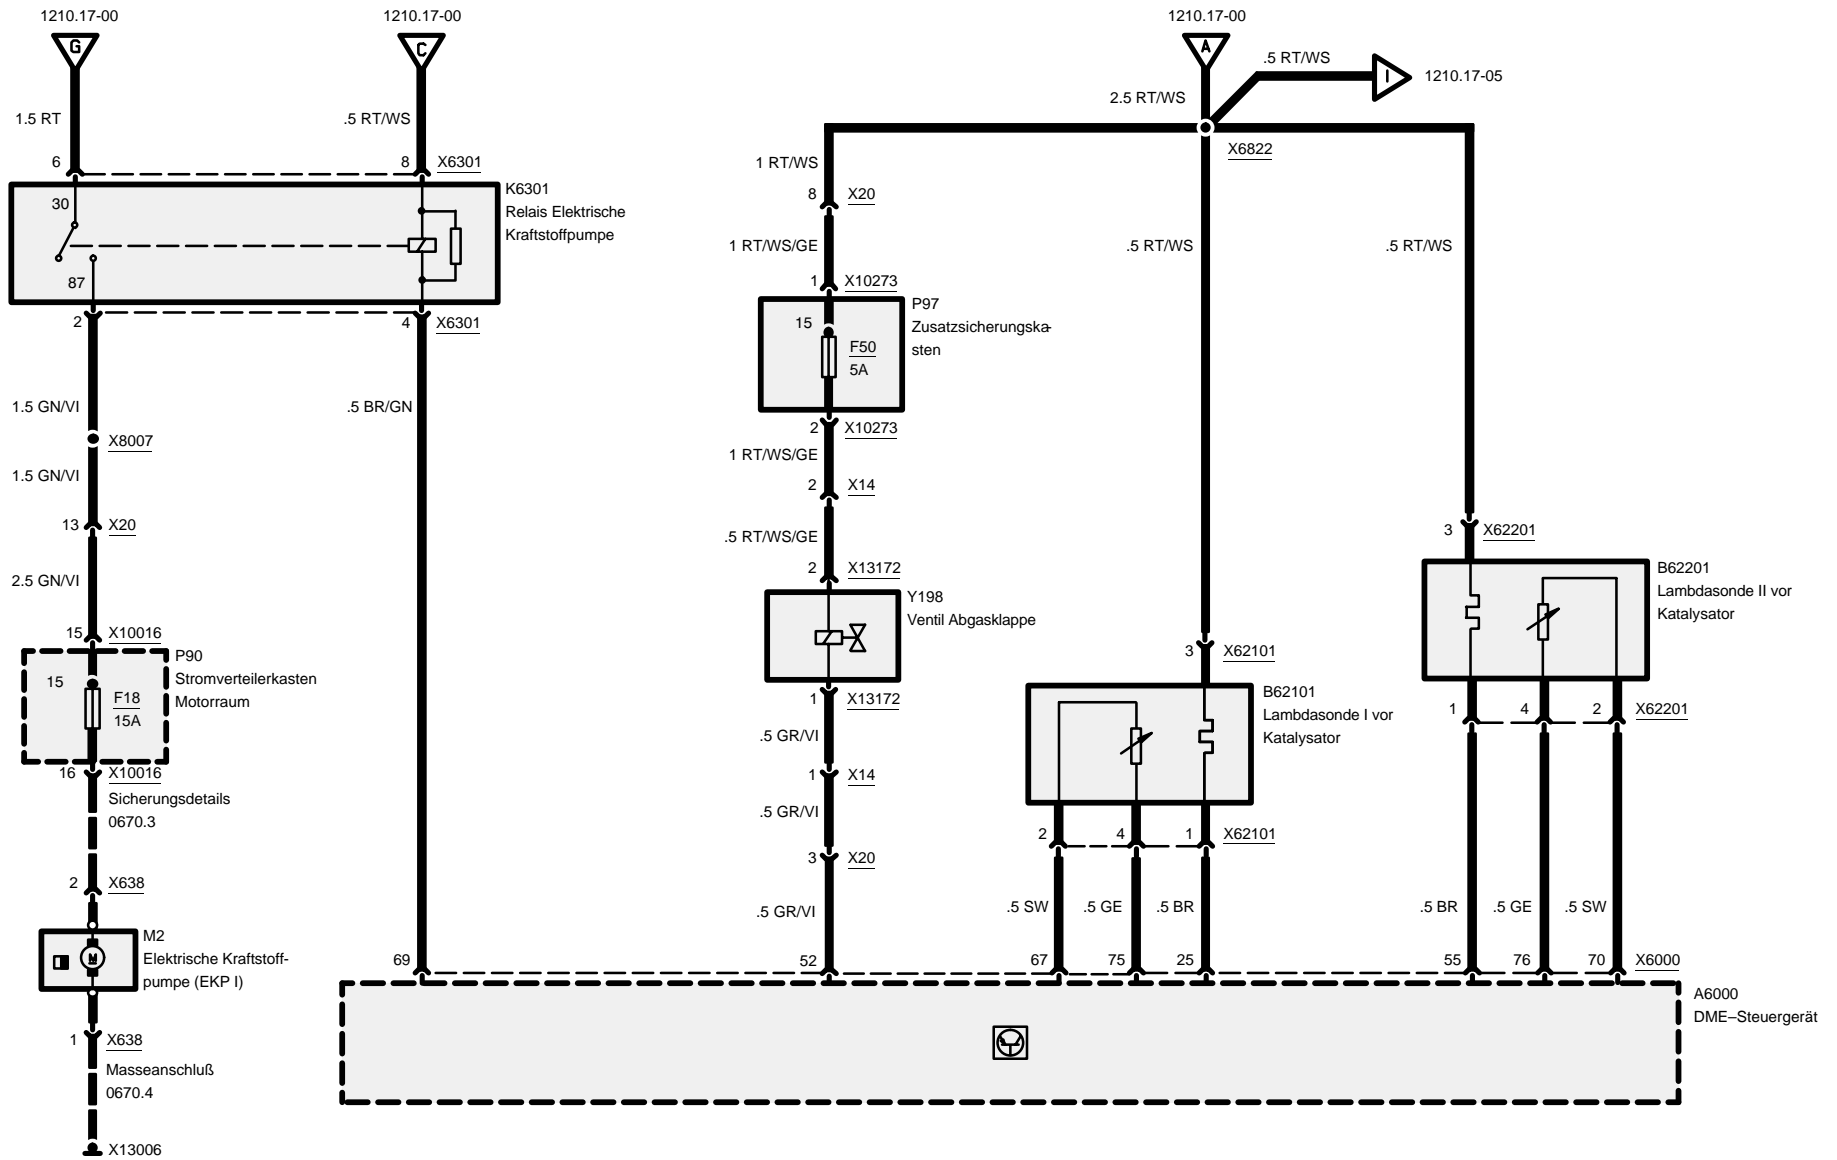 1210.17-00
1210.17-00
1210.17-00
G
C
A
.5 RT/WS
I
1210.17-05
2.5 RT/WS
1.5 RT
.5 RT/WS
X6822
6
8
X6301
K6301
Relais Elektrische
Kraftstoffpumpe
30
87
2
4
X6301
1.5 GN/VI
.5 BR/GN
X8007
1.5 GN/VI
13
X20
2.5 GN/VI
15
X10016
P90
Stromverteilerkasten
Motorraum
15
F18
15A
16
X10016
Sicherungsdetails
0670.3
2
X638
M2
Elektrische Kraftstoff-
pumpe (EKP I)
M
1
X638
Masseanschluß
0670.4
X13006
1 RT/WS
8
X20
1 RT/WS/GE
1
X10273
P97
Zusatzsicherungska-
sten
15
F50
5A
2
X10273
1 RT/WS/GE
2
X14
.5 RT/WS/GE
2
X13172
Y198
Ventil Abgasklappe
1
X13172
.5 GR/VI
1
X14
.5 GR/VI
3
X20
.5 GR/VI
.5 RT/WS
3
X62101
B62101
Lambdasonde I vor
Katalysator
2
4
1
X62101
.5 SW
.5 GE
.5 BR
.5 RT/WS
3
X62201
B62201
Lambdasonde II vor
Katalysator
1
4
2
X62201
.5 BR
.5 GE
.5 SW
69
52
67
75
25
55
76
70
X6000
A6000
DME–Steuergerät